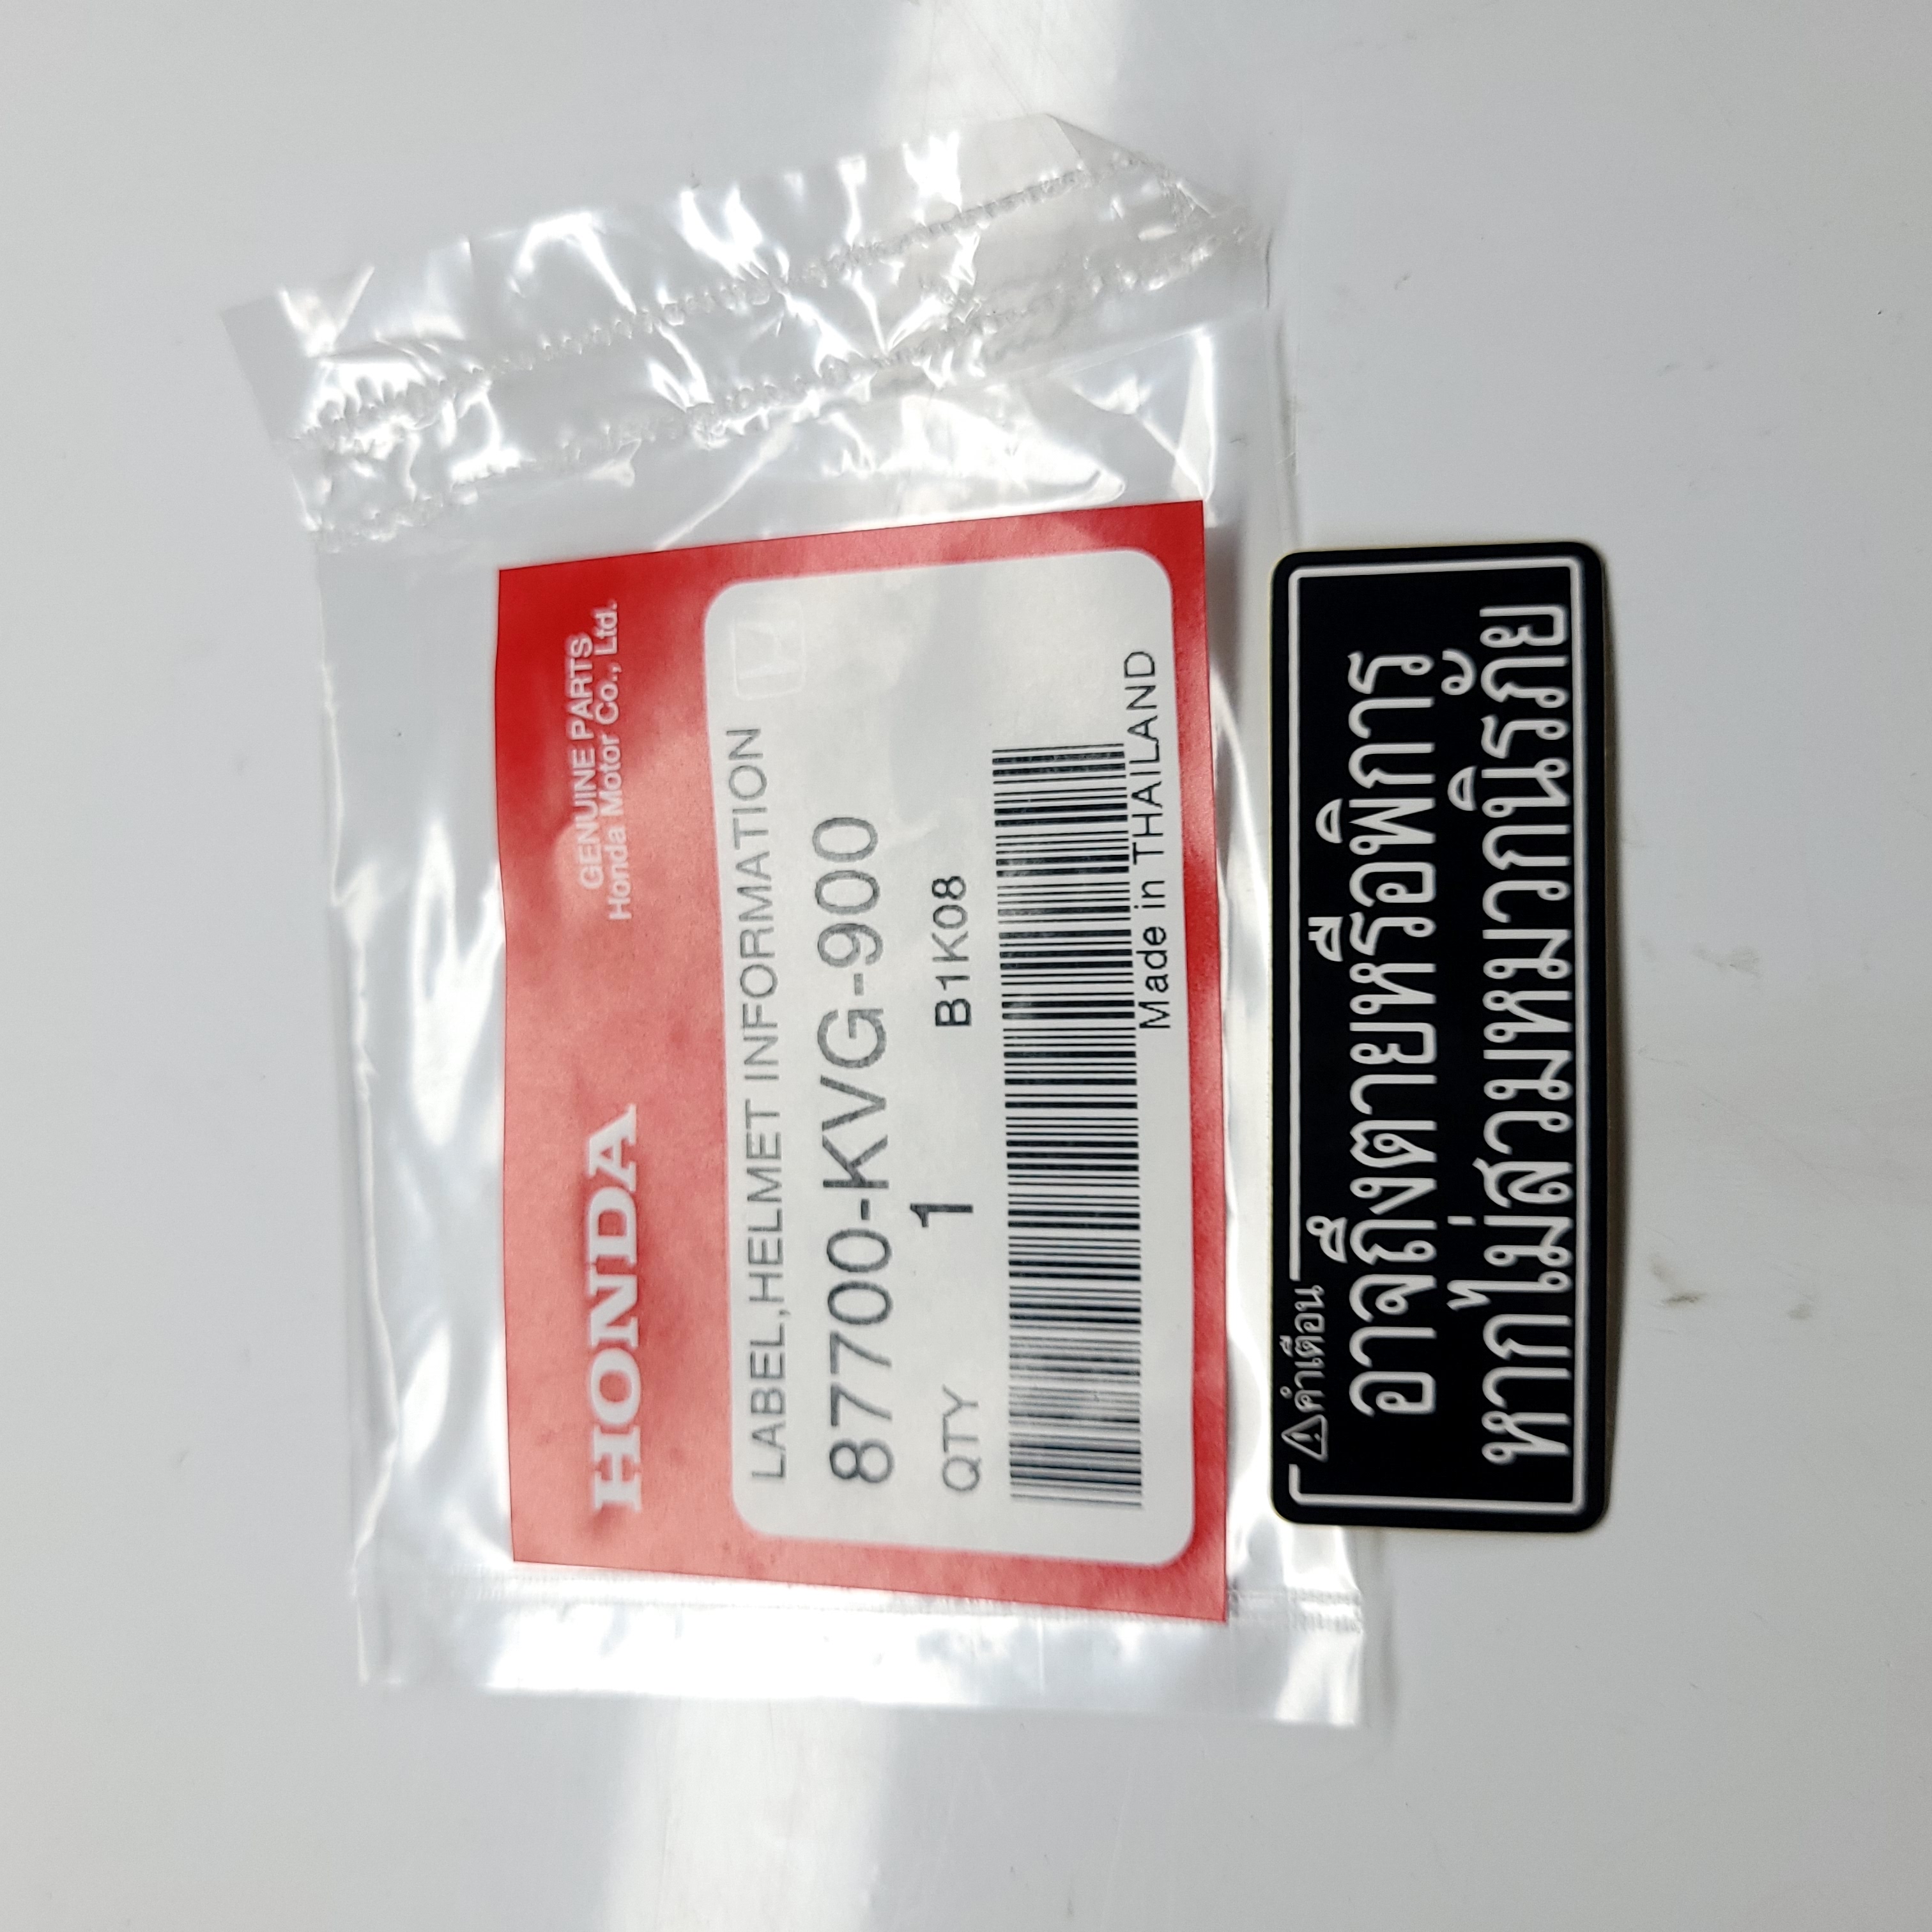 HONDA
GENUINE PARTS
Honda Motor Co., Ltd.
LABEL,HELMET INFORMATION
87700-KVG-900
QTY 1 B1K08
Made in THAILAND
คำเตือน
อาจถึงตายหรือพิการ
หากไม่สวมหมวกนิรภัย